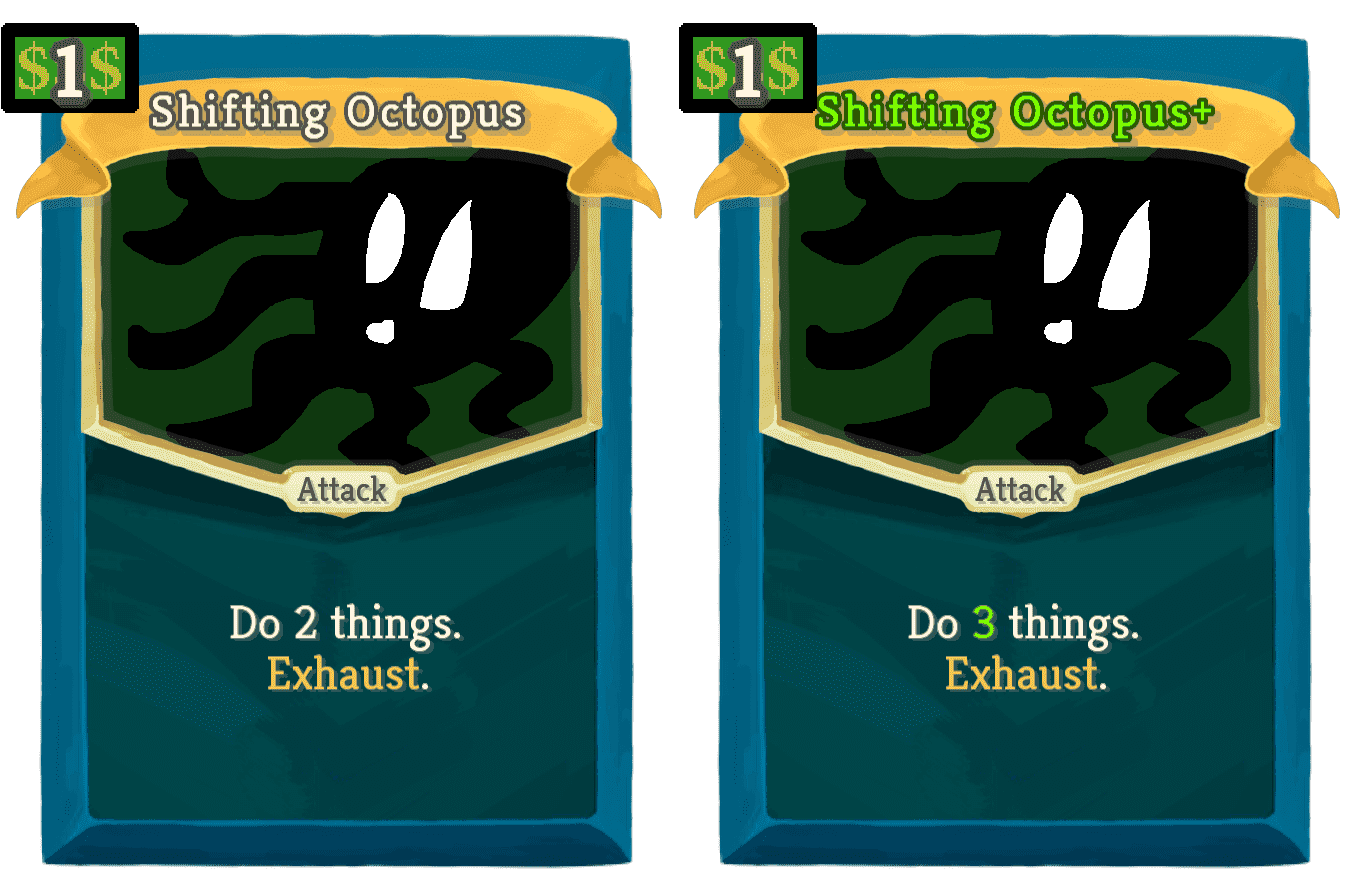 $1$
Shifting Octopus
Attack
Do 2 things.
Exhaust.
$1$
Shifting Octopus+
Attack
Do 3 things.
Exhaust.